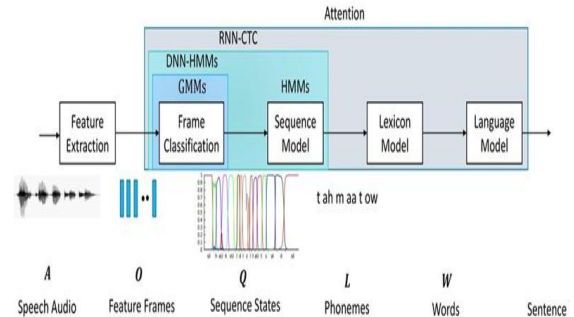 Attention
RNN-CTC
DNN-HMMs
GMMs
HMMs
Feature
Extraction
Frame
Classification
Sequence
Model
Lexicon
Model
Language
Model
t ah m aa t ow
A
O
Q
L
W
Speech Audio
Feature Frames
Sequence States
Phonemes
Words
Sentence